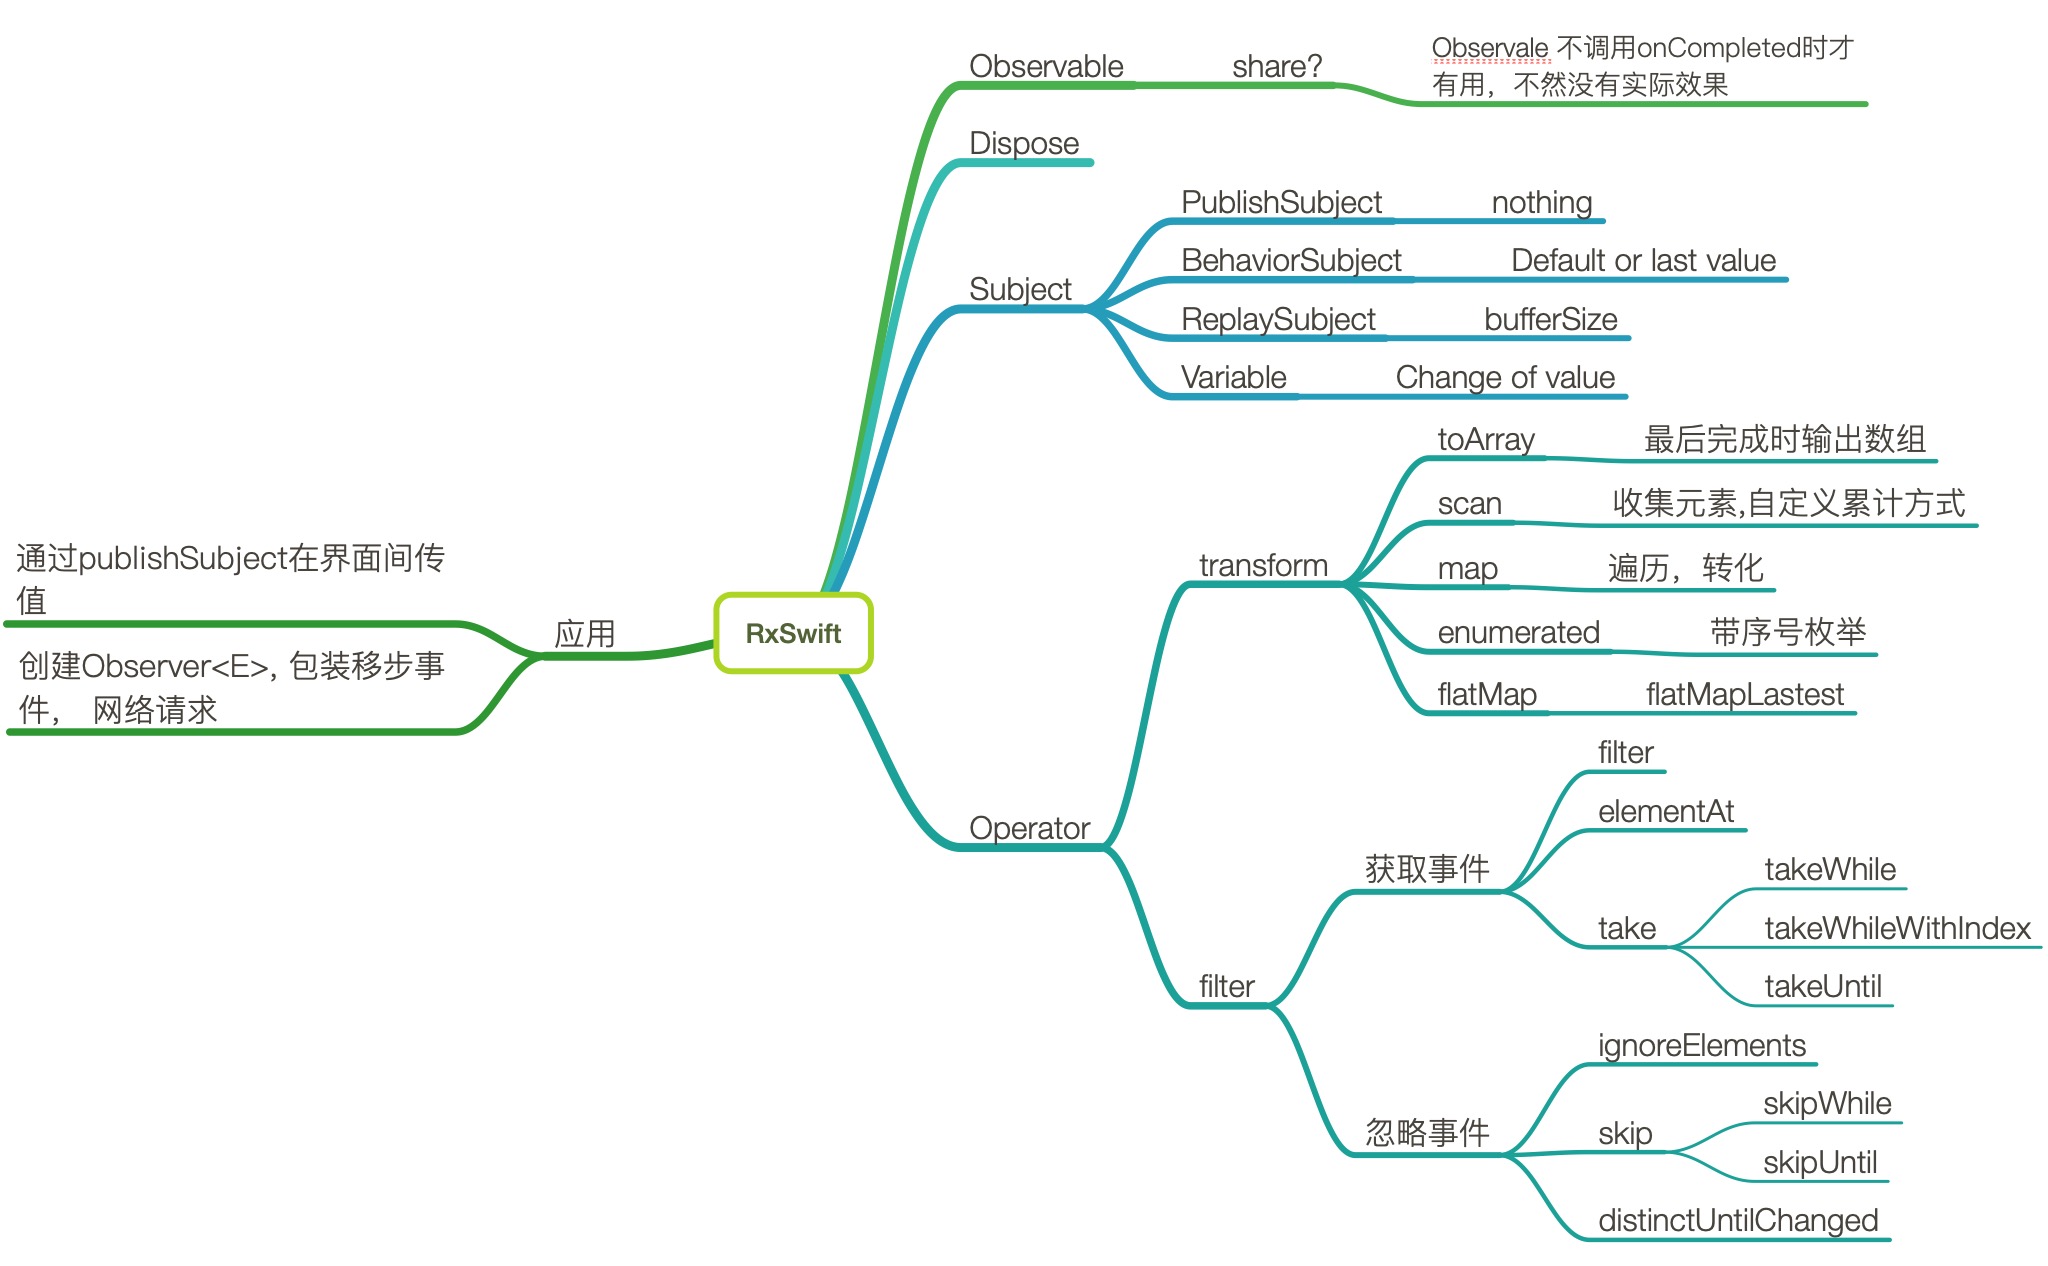 Observable
share?
Observale 不调用onCompleted时才
有用，不然没有实际效果
Dispose
Subject
PublishSubject
nothing
BehaviorSubject
Default or last value
ReplaySubject
bufferSize
Variable
Change of value
RxSwift
应用
通过publishSubject在界面间传
值
创建Observer<E>, 包装移步事
件， 网络请求
Operator
transform
toArray
最后完成时输出数组
scan
收集元素,自定义累计方式
map
遍历，转化
enumerated
带序号枚举
flatMap
flatMapLastest
filter
获取事件
filter
elementAt
take
takeWhile
takeWhileWithIndex
takeUntil
忽略事件
ignoreElements
skip
skipWhile
skipUntil
distinctUntilChanged